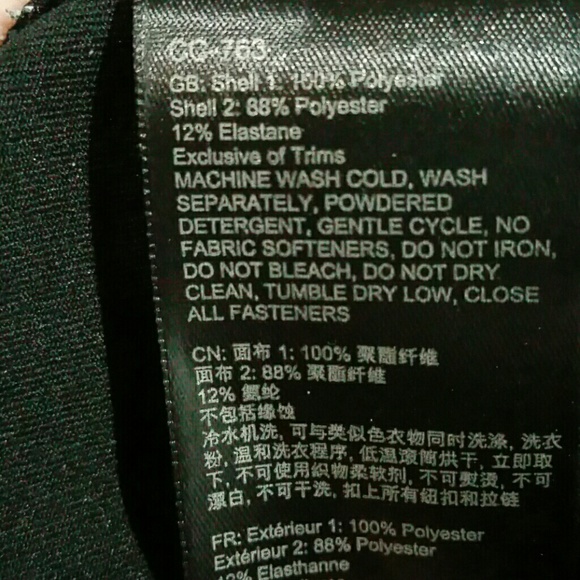 CG-763
GB: Shell 1: 100% Polyester
Shell 2: 88% Polyester
12% Elastane
Exclusive of Trims
MACHINE WASH COLD, WASH
SEPARATELY, POWDERED
DETERGENT, GENTLE CYCLE, NO
FABRIC SOFTENERS, DO NOT IRON,
DO NOT BLEACH, DO NOT DRY
CLEAN, TUMBLE DRY LOW, CLOSE
ALL FASTENERS
CN: 面布 1: 100% 聚酯纤维
面布 2: 88% 聚酯纤维
12% 氨纶
不包括缘蚀
冷水机洗, 可与类似色衣物同时洗涤, 洗衣
粉, 温和洗衣程序, 低温滚筒烘干, 立即取
下, 不可使用织物柔软剂, 不可熨烫, 不可
漂白, 不可干洗, 扣上所有纽扣和拉链
FR: Extérieur 1: 100% Polyester
Extérieur 2: 88% Polyester
12% Elasthanne